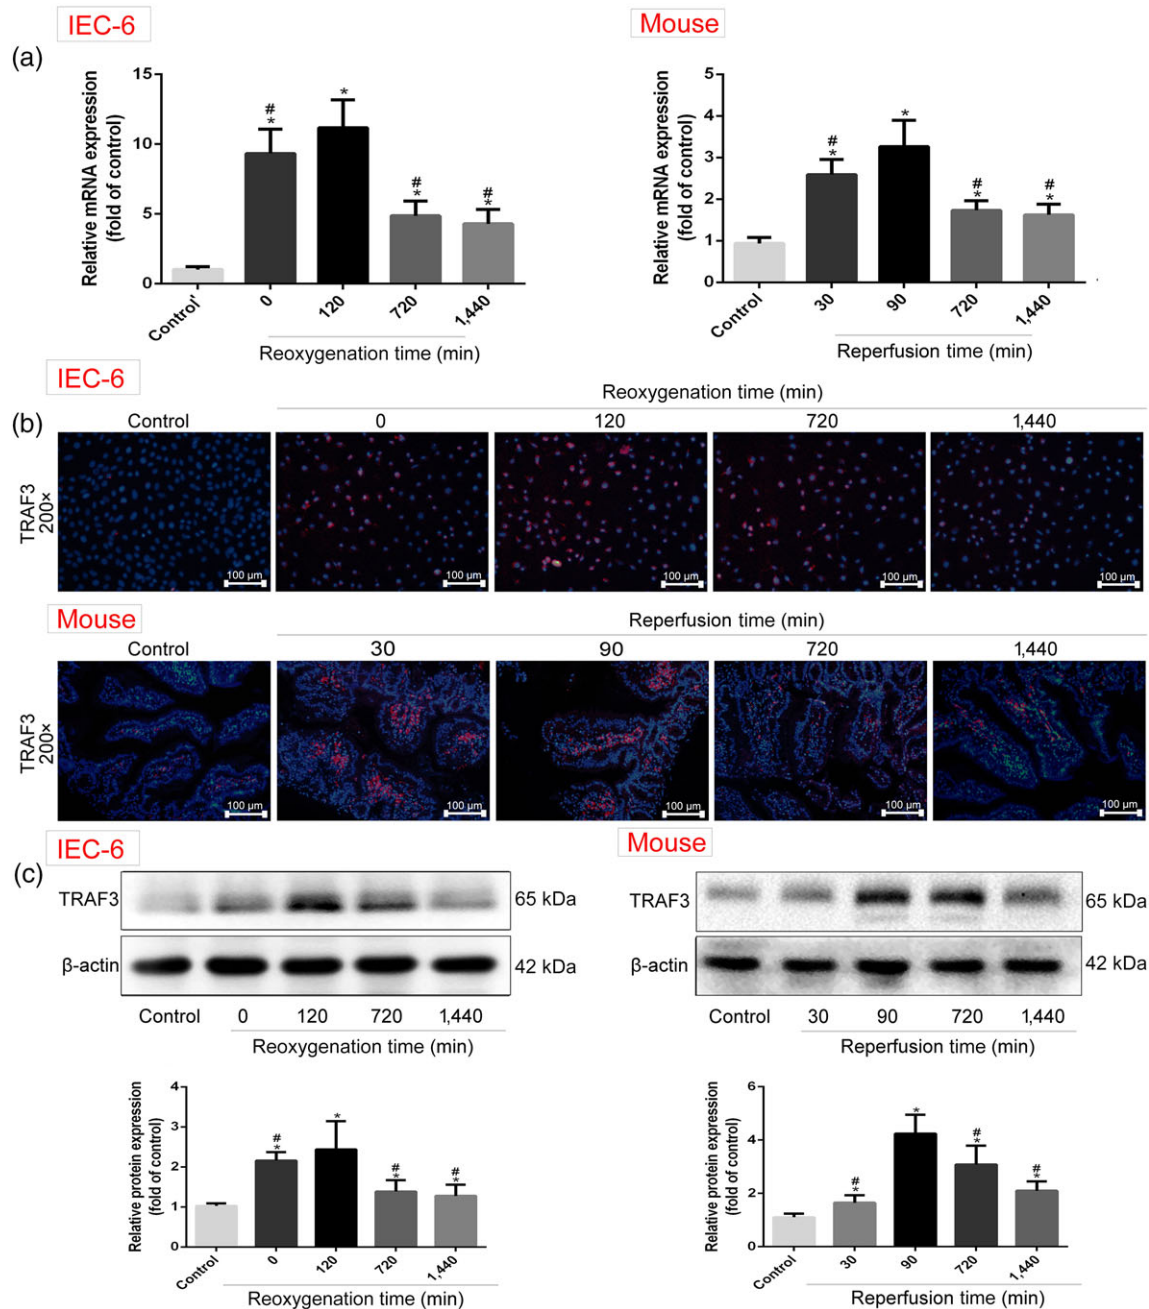 IEC-6
Mouse
(a)
Relative mRNA expression
(fold of control)
15
10
5
0
#
*
*
#
*
#
*
Control'
0
120
720
1,440
Reoxygenation time (min)
Relative mRNA expression
(fold of control)
5
4
3
2
1
0
#
*
*
#
*
#
*
Control
30
90
720
1,440
Reperfusion time (min)
IEC-6
(b)
Reoxygenation time (min)
Control
0
120
720
1,440
TRAF3
200×
100 µm
100 µm
100 µm
100 µm
100 µm
Mouse
Reperfusion time (min)
Control
30
90
720
1,440
TRAF3
200×
100 µm
100 µm
100 µm
100 µm
100 µm
IEC-6
Mouse
(c)
TRAF3
65 kDa
β-actin
42 kDa
Control
0
120
720
1,440
Reoxygenation time (min)
TRAF3
65 kDa
β-actin
42 kDa
Control
30
90
720
1,440
Reperfusion time (min)
Relative protein expression
(fold of control)
4
3
2
1
0
#
*
*
#
*
#
*
Control
0
120
720
1,440
Reoxygenation time (min)
Relative protein expression
(fold of control)
6
4
2
0
#
*
*
#
*
#
*
Control
30
90
720
1,440
Reperfusion time (min)